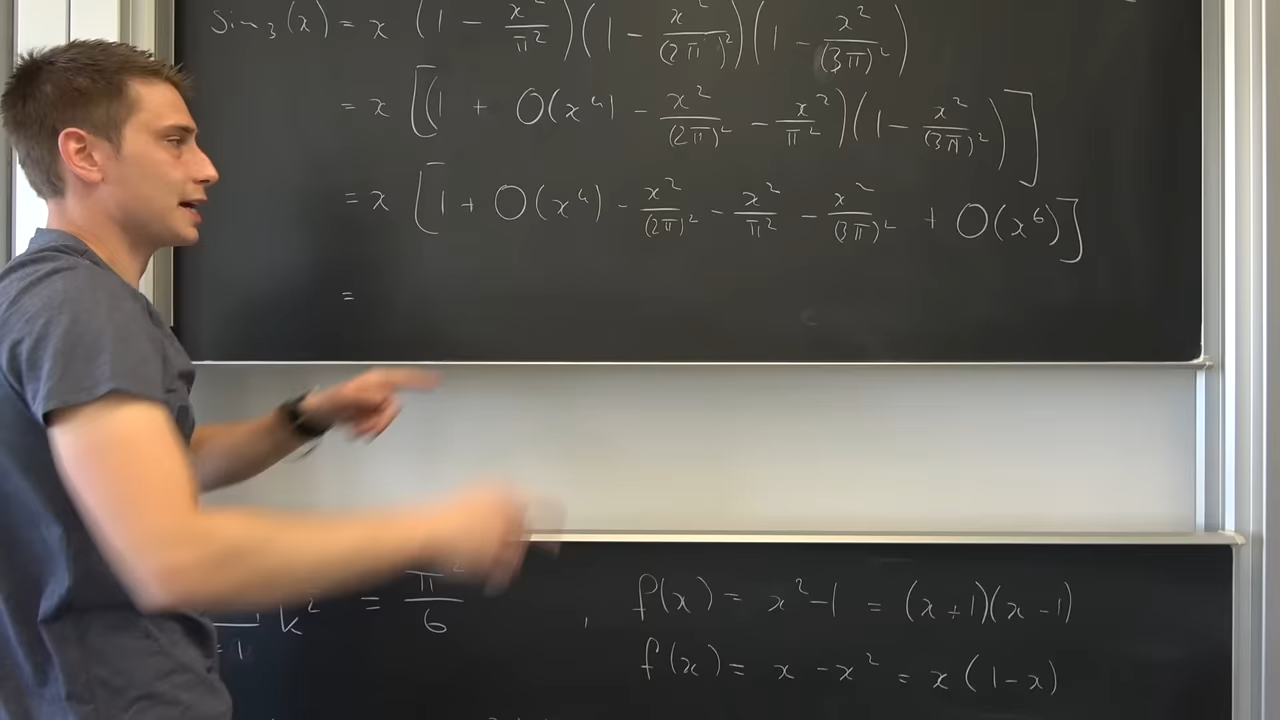 sin₃(x) = x (1 - x²/π²)(1 - x²/(2π)²)(1 - x²/(3π)²)
= x [(1 + O(x⁴) - x²/(2π)² - x²/π²)(1 - x²/(3π)²)]
= x [1 + O(x⁴) - x²/(2π)² - x²/π² - x²/(3π)² + O(x⁶)]
=
k² = π²/6 , f(x) = x²-1 = (x+1)(x-1)
= 1
f(x) = x - x² = x(1-x)